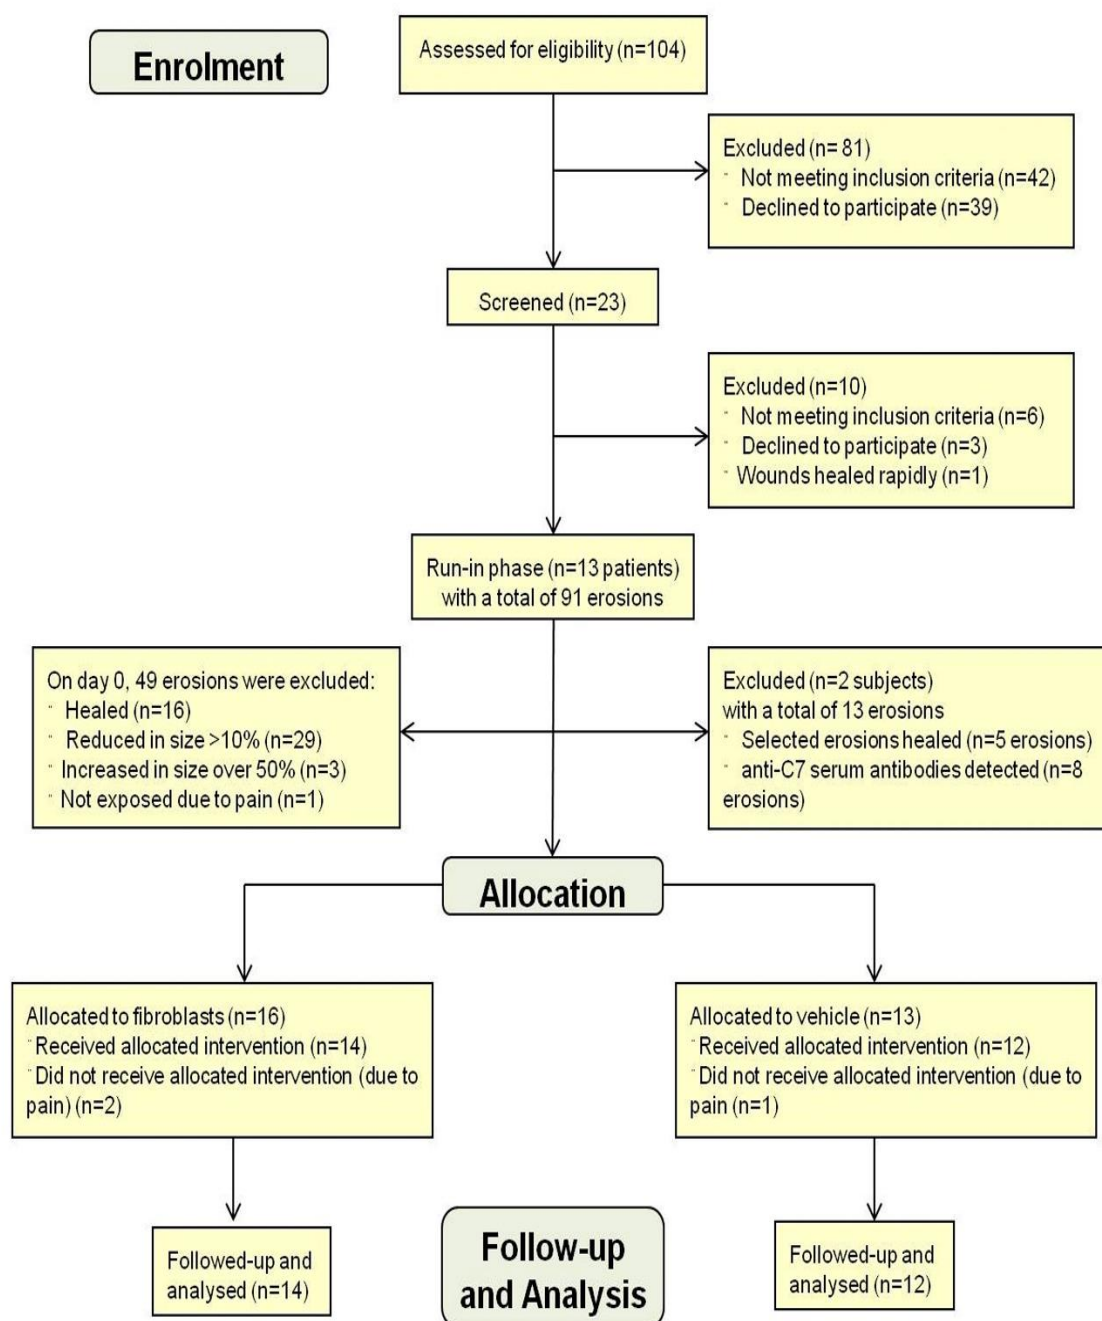 Enrolment
Assessed for eligibility (n=104)
Excluded (n= 81)
¨ Not meeting inclusion criteria (n=42)
¨ Declined to participate (n=39)
Screened (n=23)
Excluded (n=10)
¨ Not meeting inclusion criteria (n=6)
¨ Declined to participate (n=3)
¨ Wounds healed rapidly (n=1)
Run-in phase (n=13 patients)
with a total of 91 erosions
On day 0, 49 erosions were excluded:
¨ Healed (n=16)
¨ Reduced in size >10% (n=29)
¨ Increased in size over 50% (n=3)
¨ Not exposed due to pain (n=1)
Excluded (n=2 subjects)
with a total of 13 erosions
¨ Selected erosions healed (n=5 erosions)
¨ anti-C7 serum antibodies detected (n=8
erosions)
Allocation
Allocated to fibroblasts (n=16)
¨ Received allocated intervention (n=14)
¨ Did not receive allocated intervention (due to
pain) (n=2)
Allocated to vehicle (n=13)
¨ Received allocated intervention (n=12)
¨ Did not receive allocated intervention (due to
pain (n=1)
Followed-up and
analysed (n=14)
Follow-up
and Analysis
Followed-up and
analysed (n=12)